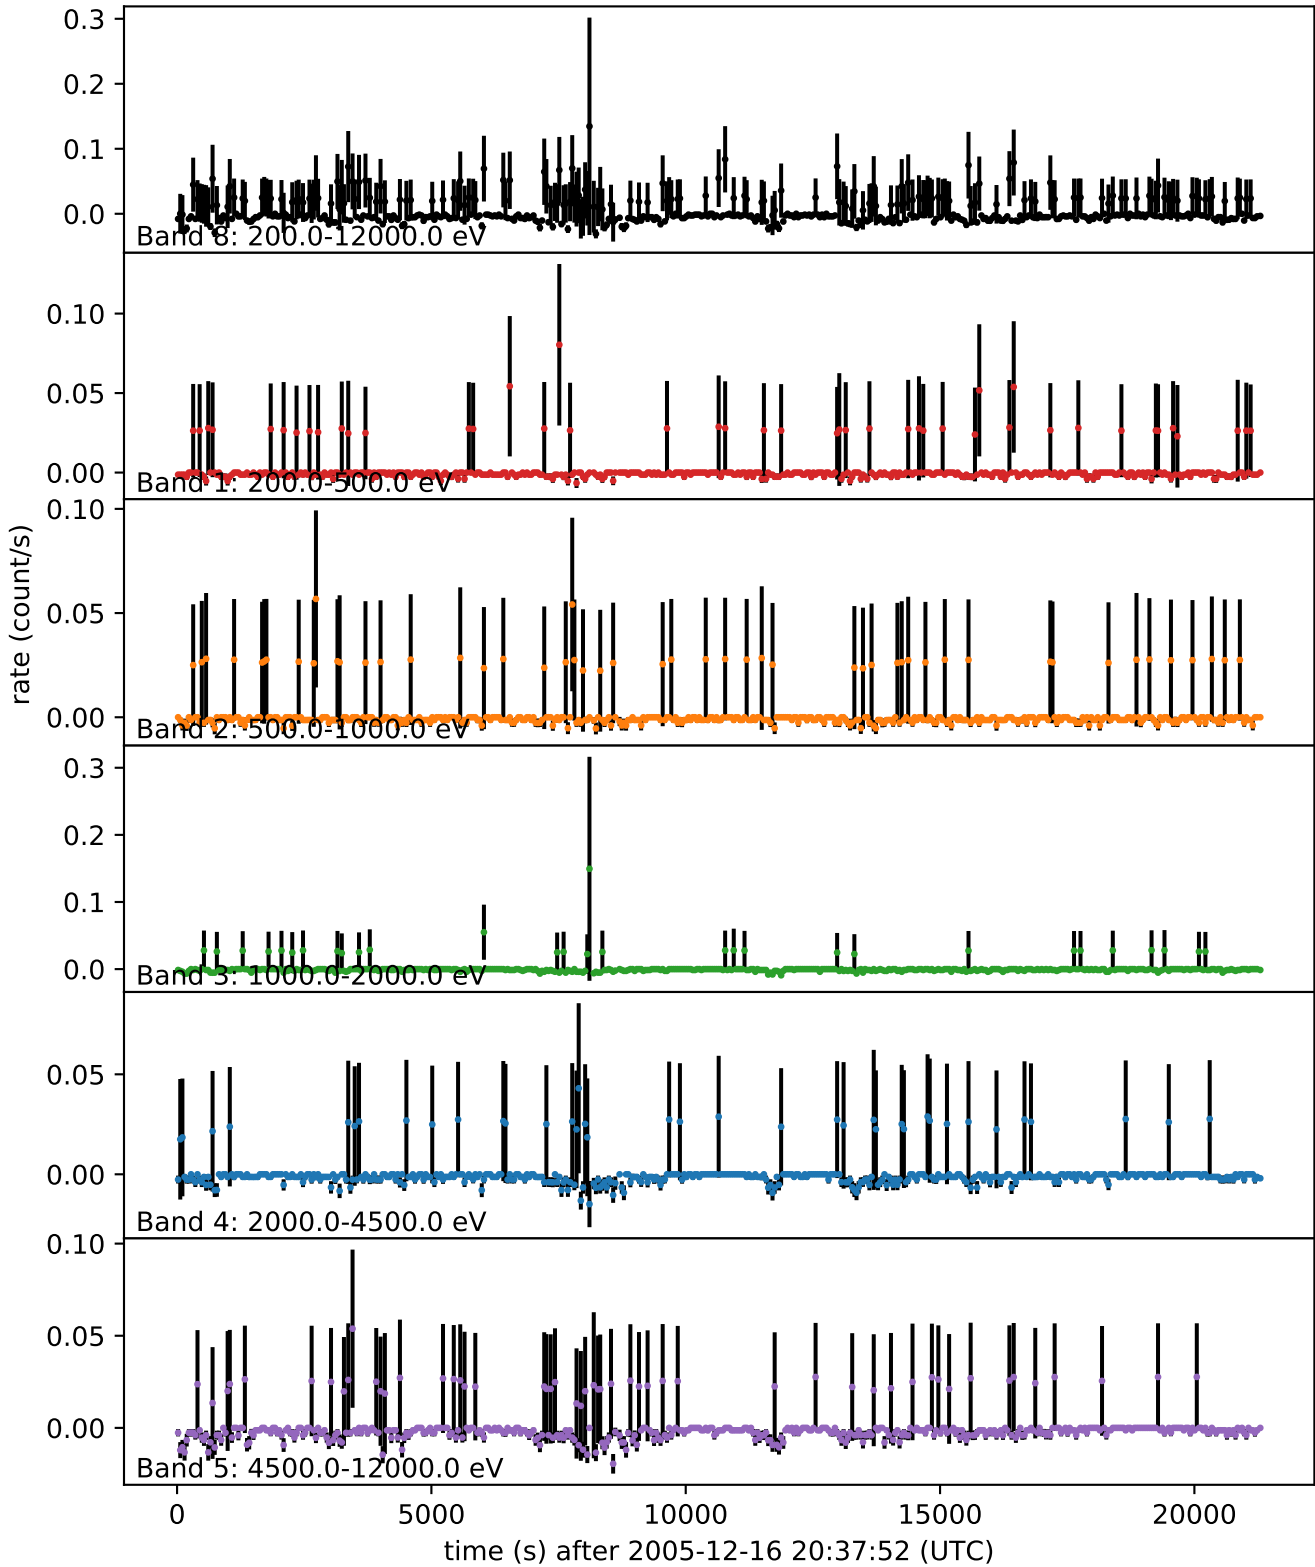 0.3
0.2
0.1
0.0
Band 8: 200.0-12000.0 eV
0.10
0.05
0.00
Band 1: 200.0-500.0 eV
0.10
0.05
0.00
Band 2: 500.0-1000.0 eV
rate (count/s)
0.3
0.2
0.1
0.0
Band 3: 1000.0-2000.0 eV
0.05
0.00
Band 4: 2000.0-4500.0 eV
0.10
0.05
0.00
Band 5: 4500.0-12000.0 eV
0 5000 10000 15000 20000
time (s) after 2005-12-16 20:37:52 (UTC)